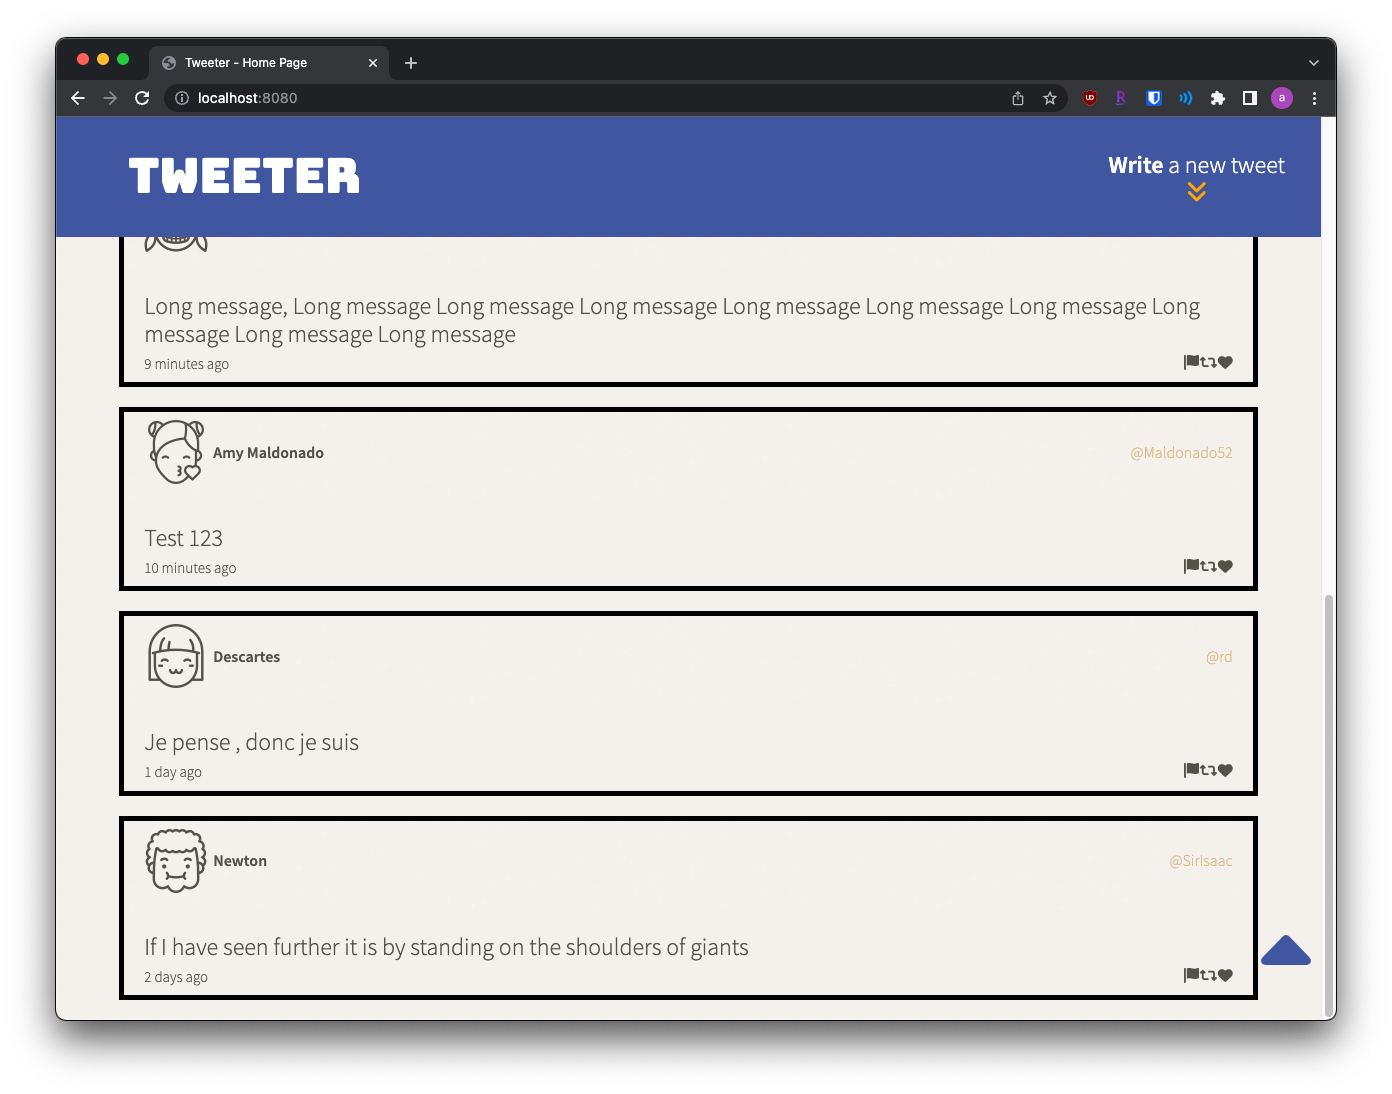 Tweeter - Home Page
localhost:8080
TWEETER
Write a new tweet
Long message, Long message Long message Long message Long message Long message Long message Long
message Long message Long message
9 minutes ago
Amy Maldonado
@Maldonado52
Test 123
10 minutes ago
Descartes
@rd
Je pense , donc je suis
1 day ago
Newton
@SirIsaac
If I have seen further it is by standing on the shoulders of giants
2 days ago